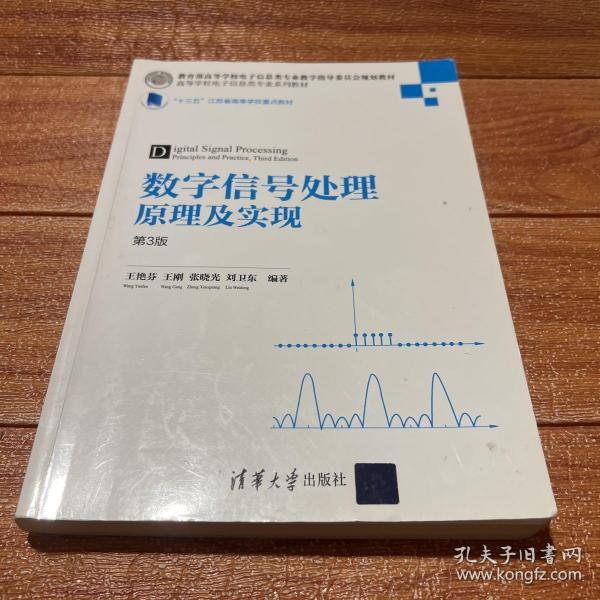 教育部高等学校电子信息类专业教学指导委员会规划教材
高等学校电子信息类专业系列教材
"十三五"江苏省高等学校重点教材
Digital Signal Processing
Principles and Practice, Third Edition
数字信号处理
原理及实现
第3版
王艳芬 王刚 张晓光 刘卫东 编著
Wang Yanfen Wang Gang Zhang Xiaoguang Liu Weidong
清华大学出版社
孔夫子旧书网
www.kongfz.com